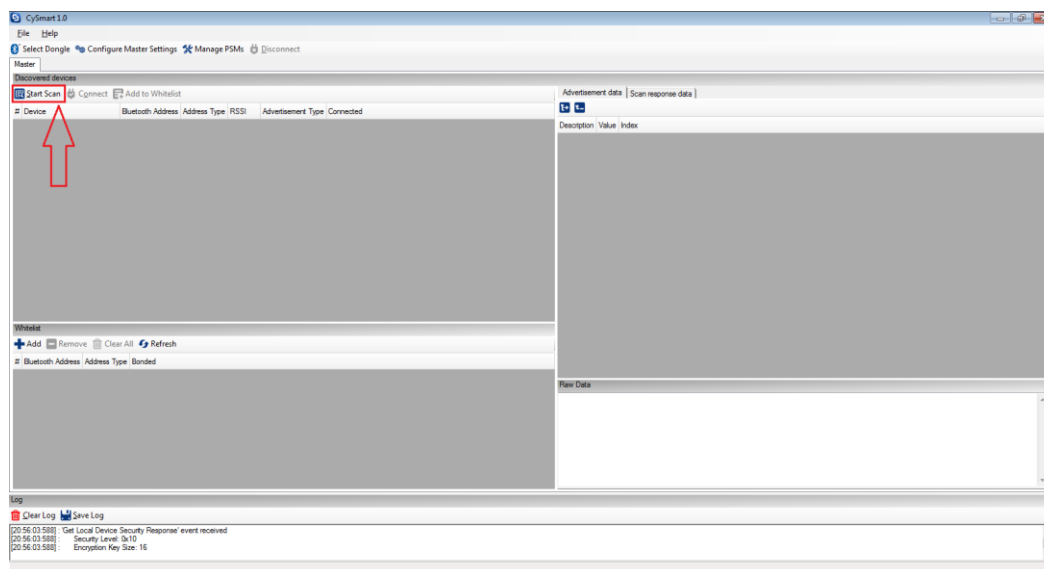 CySmart 1.0
File Help
Select Dongle Configure Master Settings Manage PSMs Disconnect
Master
Discovered devices
Start Scan Connect Add to Whitelist
# Device Bluetooth Address Address Type RSSI Advertisement Type Connected
Advertisement data Scan response data
Description Value Index
Whitelist
Add Remove Clear All Refresh
# Bluetooth Address Address Type Bonded
Raw Data
Log
Clear Log Save Log
[20:56:03:588] : 'Get Local Device Security Response' event received
[20:56:03:588] : Security Level: 0x10
[20:56:03:588] : Encryption Key Size: 16